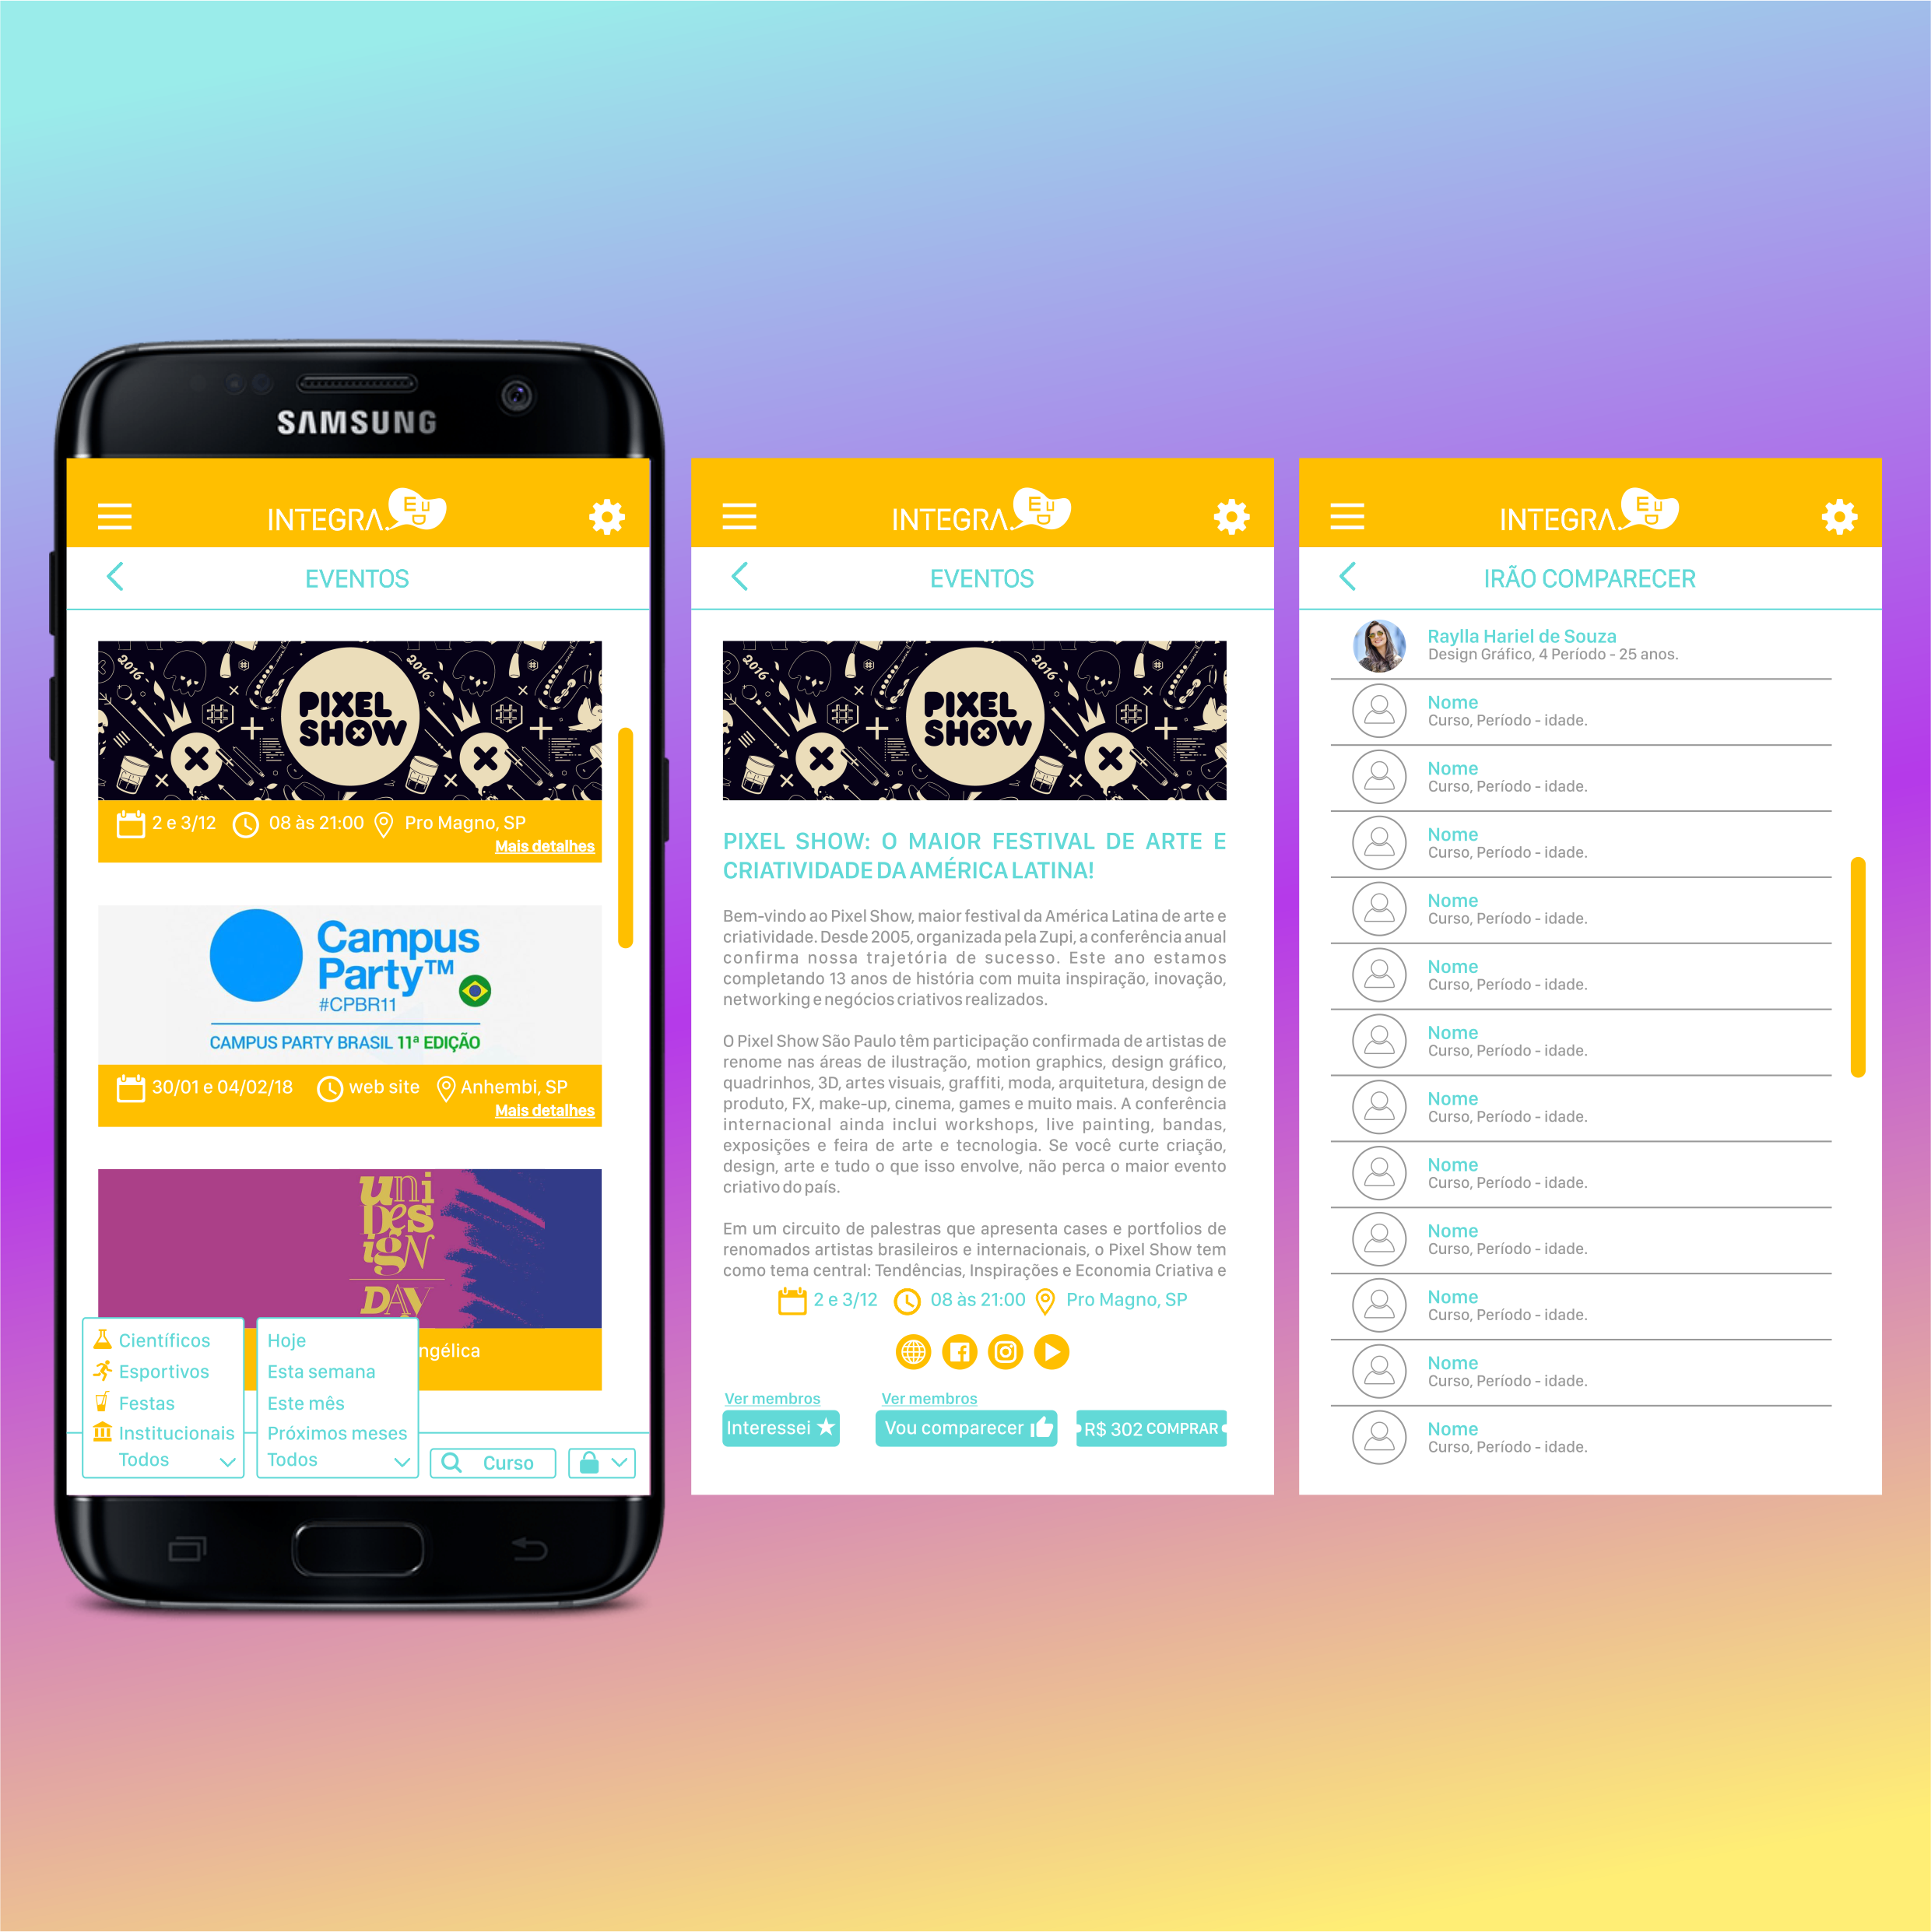 SAMSUNG
INTEGRA EUD
EVENTOS
2016
2016
PIXEL
SHOW
2 e 3/12 08 às 21:00 Pro Magno, SP
Mais detalhes
Campus
Party™
#CPBR11
CAMPUS PARTY BRASIL 11ª EDIÇÃO
30/01 e 04/02/18 web site Anhembi, SP
Mais detalhes
uni
Des
igN
DAY
ngélica
Científicos
Esportivos
Festas
Institucionais
Todos
Hoje
Esta semana
Este mês
Próximos meses
Todos
Curso
INTEGRA EUD
EVENTOS
2016
2016
PIXEL
SHOW
PIXEL SHOW: O MAIOR FESTIVAL DE ARTE E
CRIATIVIDADE DA AMÉRICA LATINA!
Bem-vindo ao Pixel Show, maior festival da América Latina de arte e
criatividade. Desde 2005, organizada pela Zupi, a conferência anual
confirma nossa trajetória de sucesso. Este ano estamos
completando 13 anos de história com muita inspiração, inovação,
networking e negócios criativos realizados.
O Pixel Show São Paulo têm participação confirmada de artistas de
renome nas áreas de ilustração, motion graphics, design gráfico,
quadrinhos, 3D, artes visuais, graffiti, moda, arquitetura, design de
produto, FX, make-up, cinema, games e muito mais. A conferência
internacional ainda inclui workshops, live painting, bandas,
exposições e feira de arte e tecnologia. Se você curte criação,
design, arte e tudo o que isso envolve, não perca o maior evento
criativo do país.
Em um circuito de palestras que apresenta cases e portfolios de
renomados artistas brasileiros e internacionais, o Pixel Show tem
como tema central: Tendências, Inspirações e Economia Criativa e
2 e 3/12 08 às 21:00 Pro Magno, SP
Ver membros Ver membros
Interessei Vou comparecer R$ 302 COMPRAR
INTEGRA EUD
IRÃO COMPARECER
Raylla Hariel de Souza
Design Gráfico, 4 Período - 25 anos.
Nome
Curso, Período - idade.
Nome
Curso, Período - idade.
Nome
Curso, Período - idade.
Nome
Curso, Período - idade.
Nome
Curso, Período - idade.
Nome
Curso, Período - idade.
Nome
Curso, Período - idade.
Nome
Curso, Período - idade.
Nome
Curso, Período - idade.
Nome
Curso, Período - idade.
Nome
Curso, Período - idade.
Nome
Curso, Período - idade.